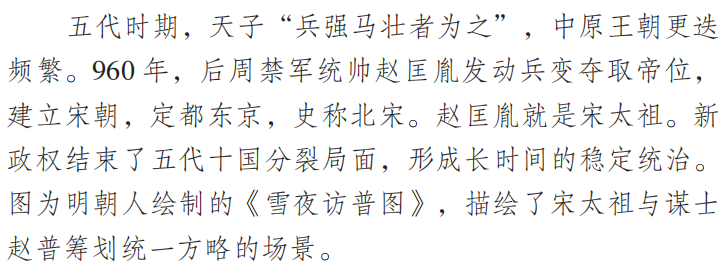 五代时期，天子“兵强马壮者为之”，中原王朝更迭
频繁。960 年，后周禁军统帅赵匡胤发动兵变夺取帝位，
建立宋朝，定都东京，史称北宋。赵匡胤就是宋太祖。新
政权结束了五代十国分裂局面，形成长时间的稳定统治。
图为明朝人绘制的《雪夜访普图》，描绘了宋太祖与谋士
赵普筹划统一方略的场景。